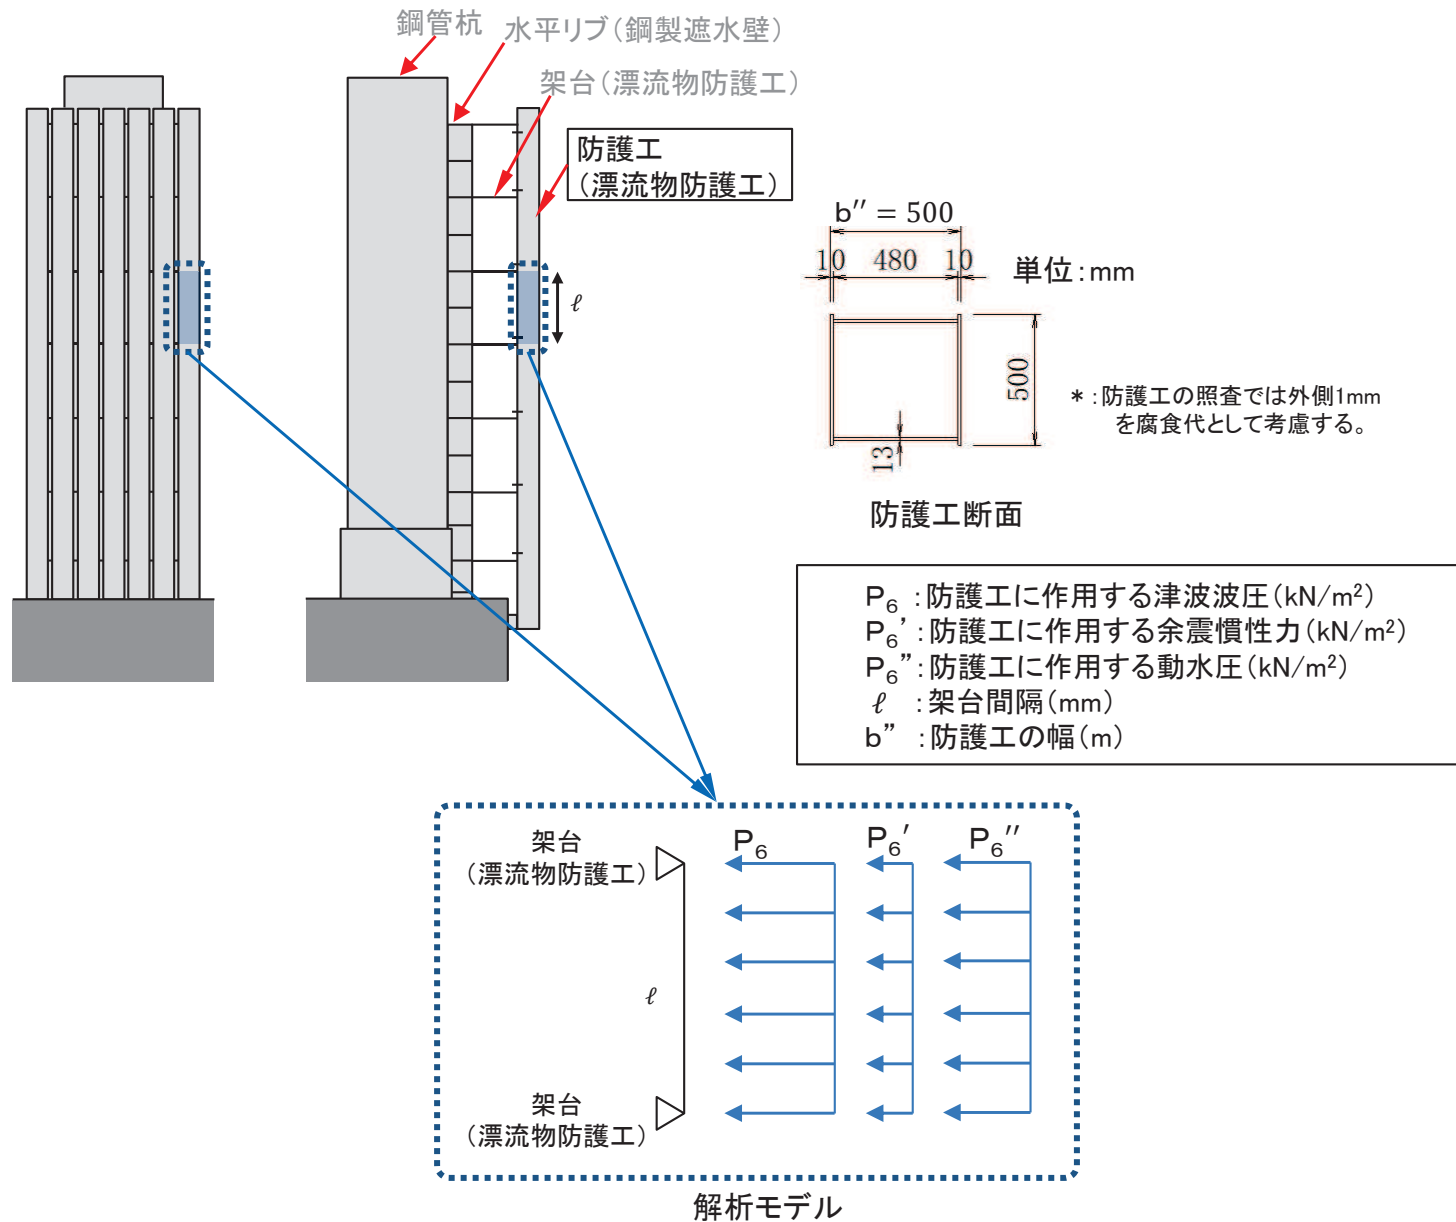 鋼管杭
水平リブ（鋼製遮水壁）
架台（漂流物防護工）
防護工
（漂流物防護工）
ℓ
b′′ = 500
10 480 10
単位：mm
500
13
＊：防護工の照査では外側1mm
を腐食代として考慮する。
防護工断面
P₆ ：防護工に作用する津波波圧（kN/m²）
P₆’：防護工に作用する余震慣性力（kN/m²）
P₆”：防護工に作用する動水圧（kN/m²）
ℓ ：架台間隔（mm）
b” ：防護工の幅（m）
架台
（漂流物防護工）
P₆ P₆′ P₆′′
ℓ
架台
（漂流物防護工）
解析モデル